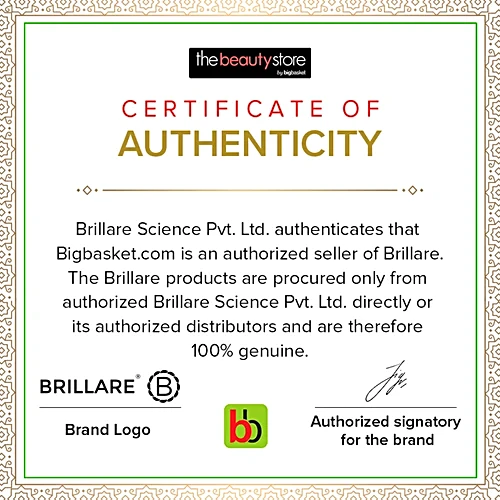 thebeautystore
by bigbasket
CERTIFICATE OF
AUTHENTICITY
Brillare Science Pvt. Ltd. authenticates that
Bigbasket.com is an authorized seller of Brillare.
The Brillare products are procured only from
authorized Brillare Science Pvt. Ltd. directly or
its authorized distributors and are therefore
100% genuine.
BRILLARE® B
Brand Logo
bb
Authorized signatory
for the brand